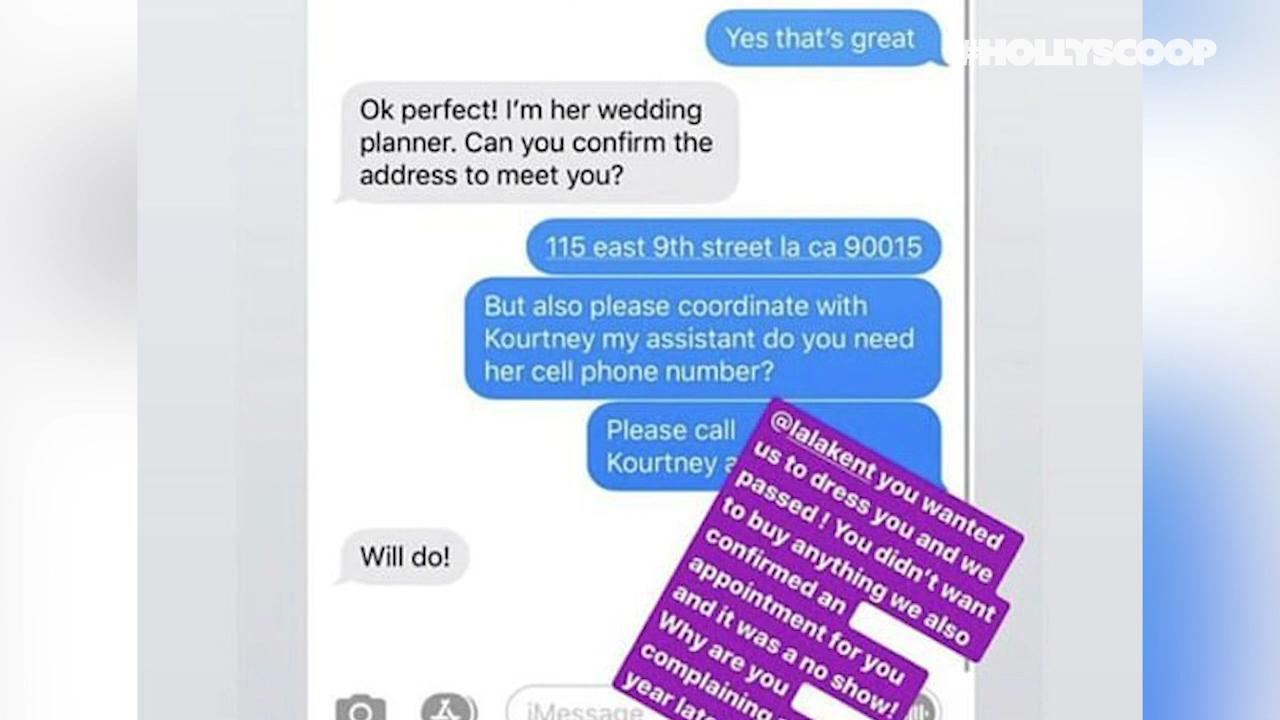 Yes that's great
#HOLLYSCOOP
Ok perfect! I'm her wedding
planner. Can you confirm the
address to meet you?
115 east 9th street la ca 90015
But also please coordinate with
Kourtney my assistant do you need
her cell phone number?
Please call
Kourtney
@lalakent you wanted
us to dress you and we
passed ! You didn't want
to buy anything we also
confirmed an
appointment for you
and it was a no show!
Why are you
complaining
year
Will do!
iMessage